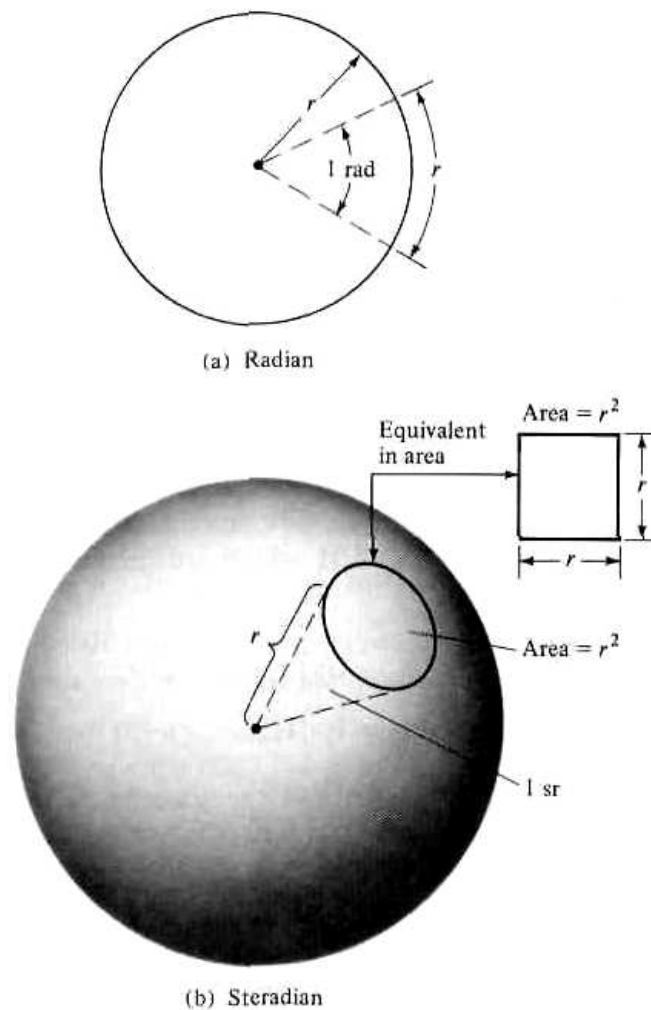 r
1 rad
r
(a) Radian
Area = r²
Equivalent
in area
r
r
r
Area = r²
1 sr
(b) Steradian